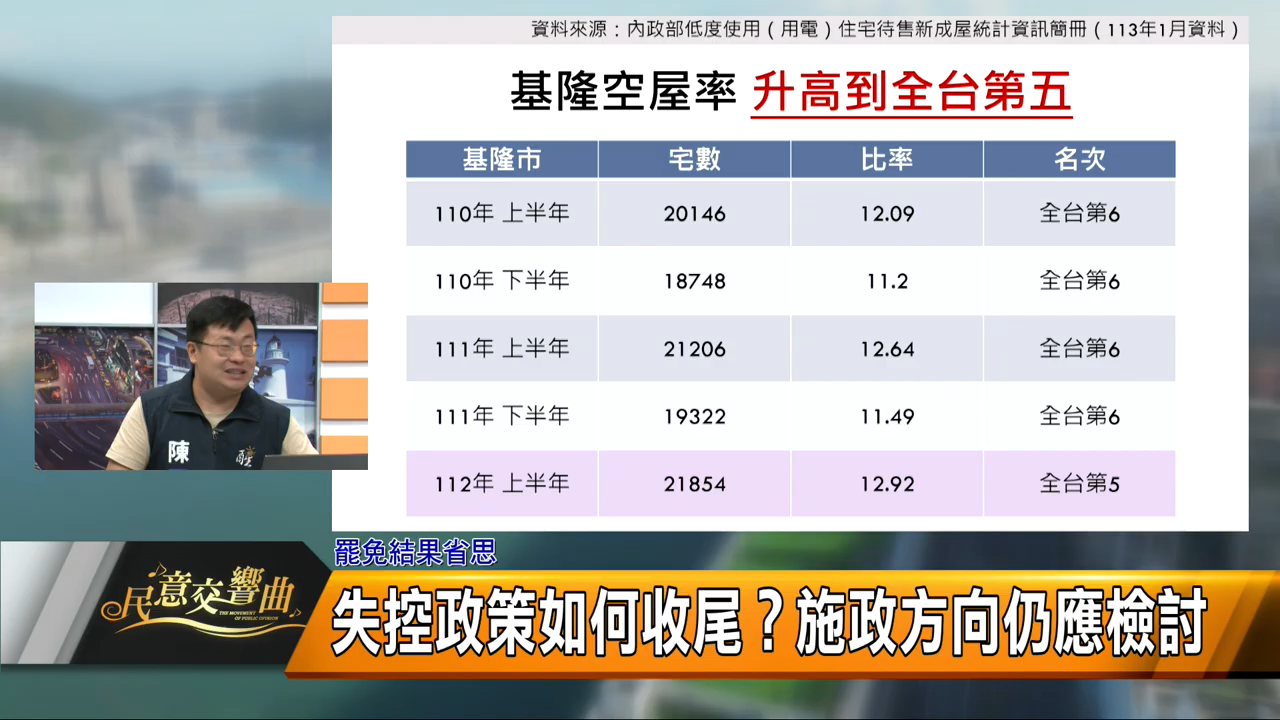 資料來源：內政部低度使用（用電）住宅待售新成屋統計資訊簡冊（113年1月資料）
基隆空屋率 升高到全台第五
基隆市 宅數 比率 名次
110年 上半年 20146 12.09 全台第6
110年 下半年 18748 11.2 全台第6
111年 上半年 21206 12.64 全台第6
111年 下半年 19322 11.49 全台第6
112年 上半年 21854 12.92 全台第5
陳
罷免結果省思
民意交響曲
THE MOVEMENT
OF PUBLIC OPINION
失控政策如何收尾？施政方向仍應檢討